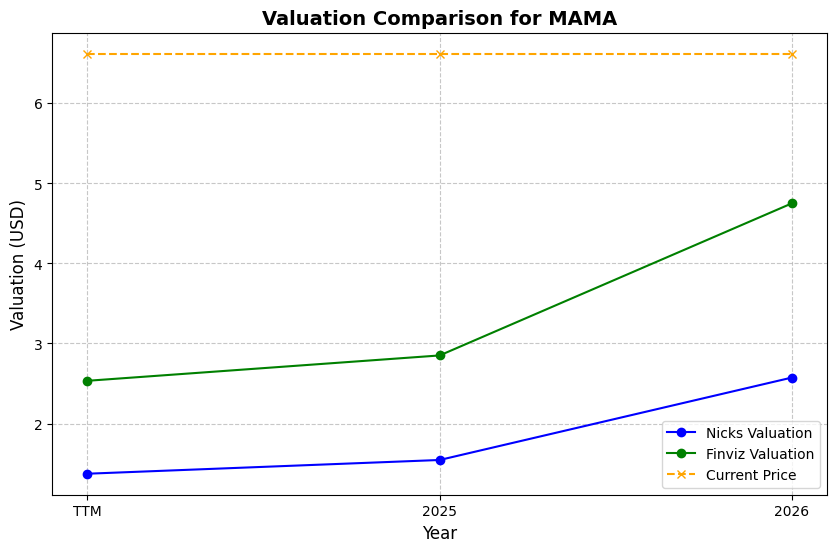 Valuation Comparison for MAMA
Valuation (USD)
6
5
4
3
2
TTM
2025
2026
Year
Nicks Valuation
Finviz Valuation
Current Price